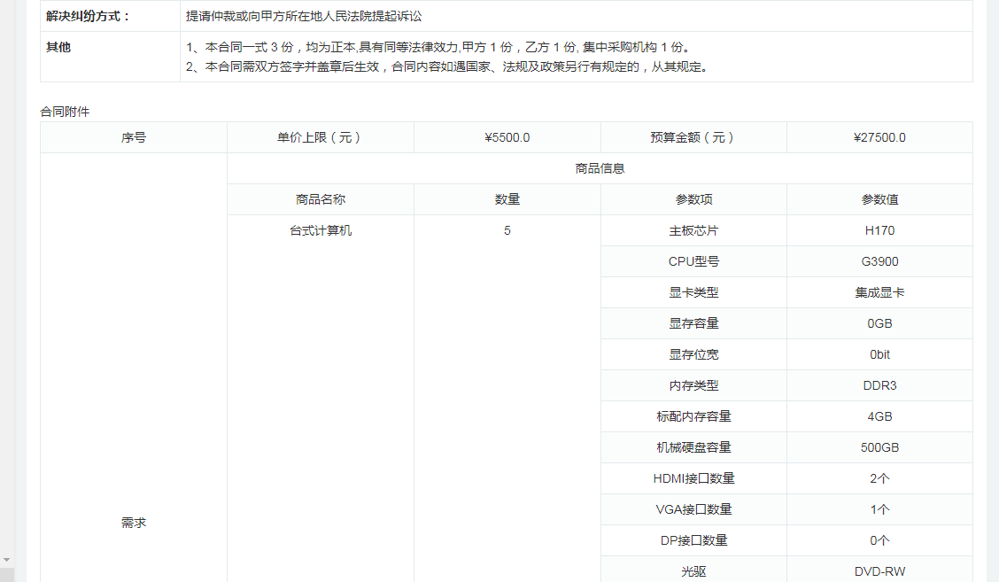 解决纠纷方式： 提请仲裁或向甲方所在地人民法院提起诉讼
其他 1、本合同一式 3 份，均为正本,具有同等法律效力,甲方 1 份，乙方 1 份, 集中采购机构 1 份。
2、本合同需双方签字并盖章后生效，合同内容如遇国家、法规及政策另行有规定的，从其规定。
合同附件
序号 单价上限（元） ¥5500.0 预算金额（元） ¥27500.0
商品信息
商品名称 数量 参数项 参数值
台式计算机 5 主板芯片 H170
CPU型号 G3900
显卡类型 集成显卡
显存容量 0GB
显存位宽 0bit
内存类型 DDR3
标配内存容量 4GB
机械硬盘容量 500GB
HDMI接口数量 2个
VGA接口数量 1个
需求
DP接口数量 0个
光驱 DVD-RW